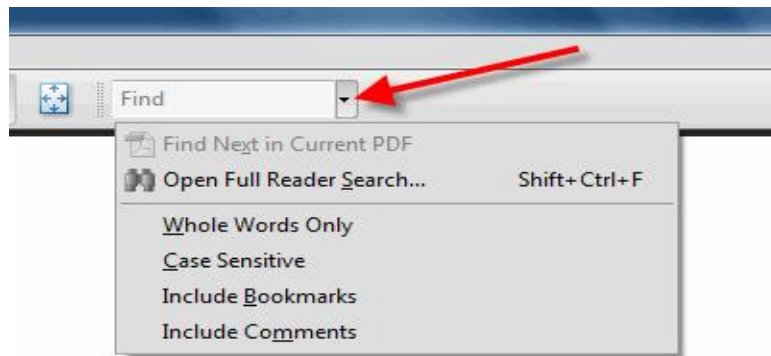 Find
Find Next in Current PDF
Open Full Reader Search... Shift+Ctrl+F
Whole Words Only
Case Sensitive
Include Bookmarks
Include Comments